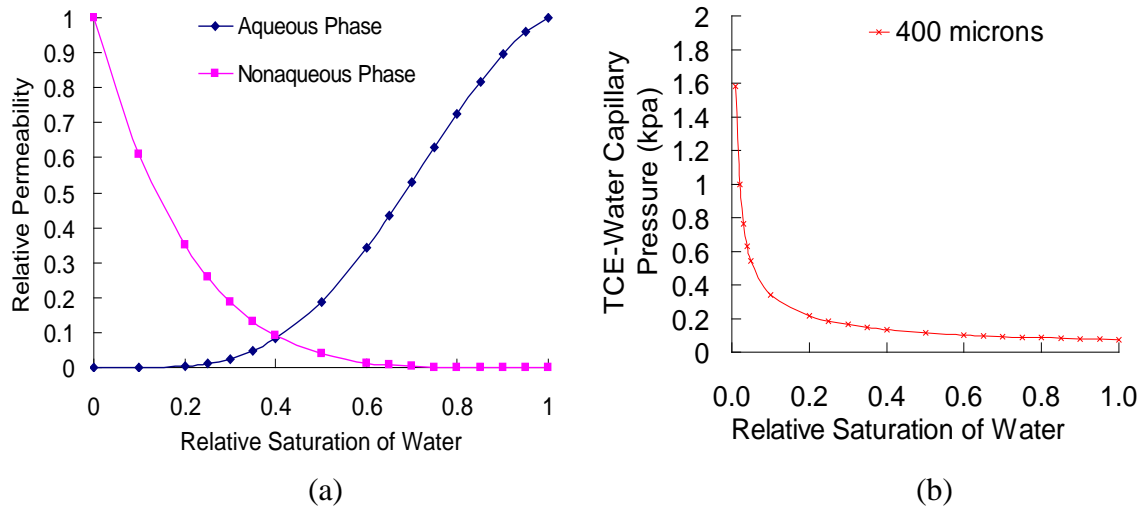 Aqueous Phase
Nonaqueous Phase
Relative Permeability
1
0.9
0.8
0.7
0.6
0.5
0.4
0.3
0.2
0.1
0
0 0.2 0.4 0.6 0.8 1
Relative Saturation of Water
(a)
400 microns
TCE-Water Capillary
Pressure (kpa)
2
1.8
1.6
1.4
1.2
1
0.8
0.6
0.4
0.2
0
0.0 0.2 0.4 0.6 0.8 1.0
Relative Saturation of Water
(b)